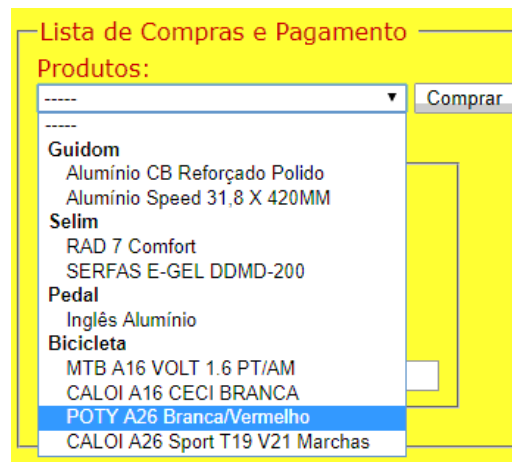 Lista de Compras e Pagamento
Produtos:
-----
Comprar
-----
Guidom
Alumínio CB Reforçado Polido
Alumínio Speed 31,8 X 420MM
Selim
RAD 7 Comfort
SERFAS E-GEL DDMD-200
Pedal
Inglês Alumínio
Bicicleta
MTB A16 VOLT 1.6 PT/AM
CALOI A16 CECI BRANCA
POTY A26 Branca/Vermelho
CALOI A26 Sport T19 V21 Marchas